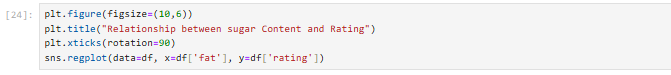 [24]: plt.figure(figsize=(10,6))
plt.title("Relationship between sugar Content and Rating")
plt.xticks(rotation=90)
sns.regplot(data=df, x=df['fat'], y=df['rating'])